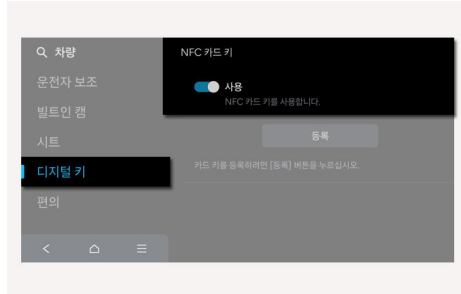 차량
운전자 보조
빌트인 캠
시트
디지털 키
편의
NFC 카드 키
사용
NFC 카드 키를 사용합니다.
등록
카드 키를 등록하려면 [등록] 버튼을 누르십시오.